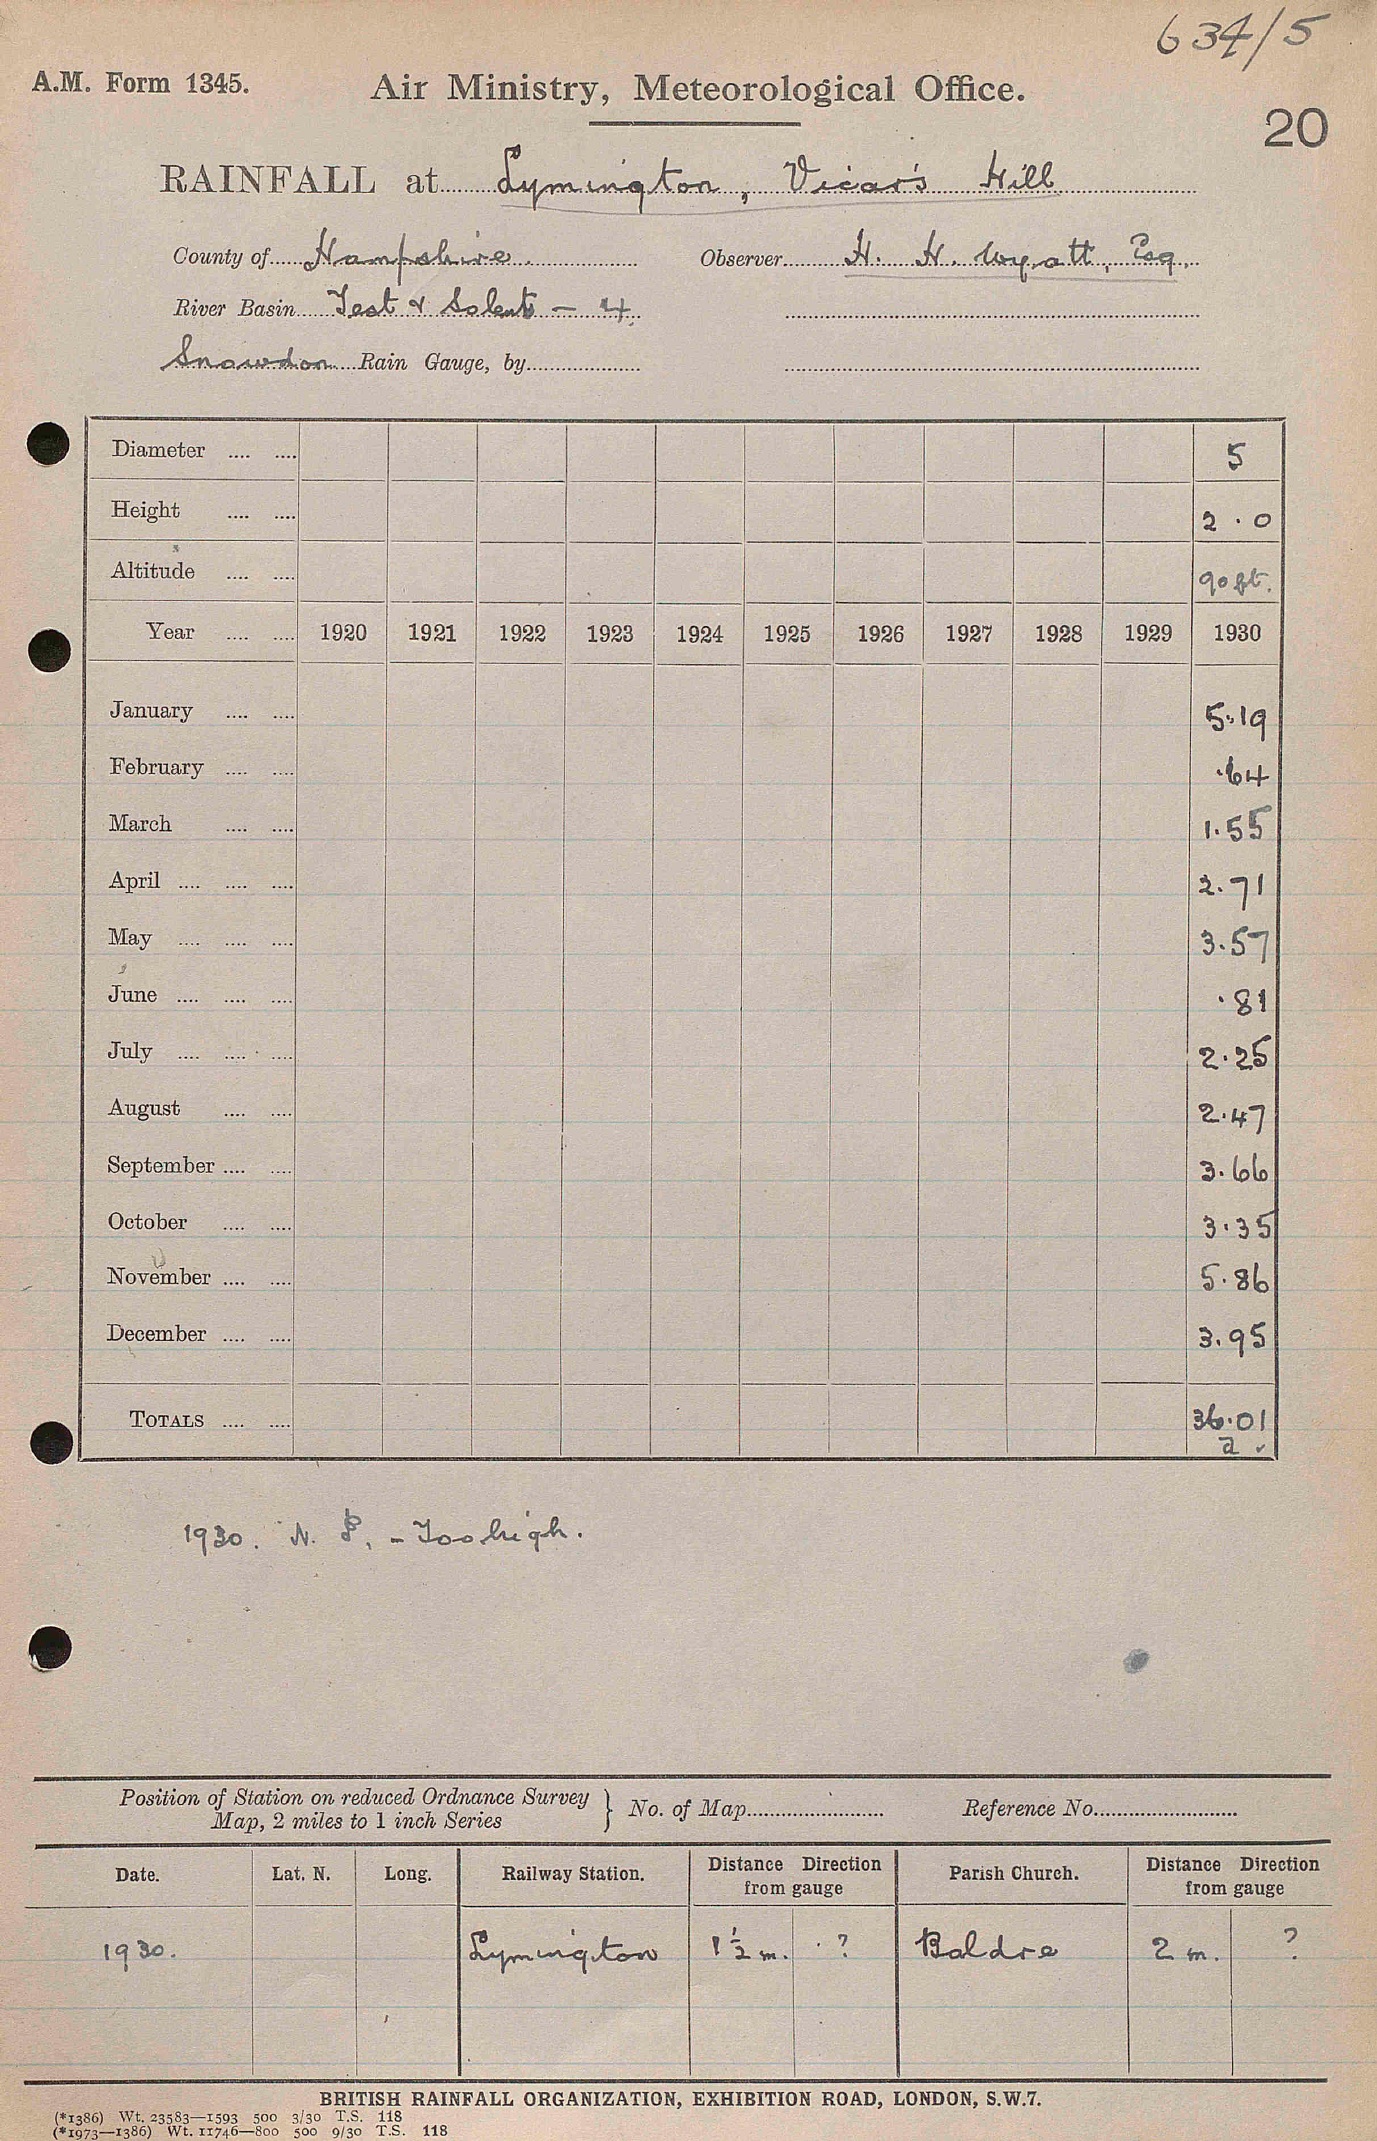 634/5
A.M. Form 1345. Air Ministry, Meteorological Office.
20
RAINFALL at Lymington, Vicar's Hill
County of Hampshire. Observer H. H. Wyatt, Esq.
River Basin Test & Solent — 4.
Snowdon Rain Gauge, by
Diameter .... .... 5
Height .... .... 2.0
Altitude .... .... 90 ft.
Year .... .... 1920 1921 1922 1923 1924 1925 1926 1927 1928 1929 1930
January .... .... 5.19
February .... .... .64
March .... .... 1.55
April .... .... .... 2.71
May .... .... .... 3.57
June .... .... .... .81
July .... .... .... 2.25
August .... .... 2.47
September .... .... 3.66
October .... .... 3.35
November .... .... 5.86
December .... .... 3.95
TOTALS .... .... 36.01
a
1930. N. P. - Too high.
Position of Station on reduced Ordnance Survey
Map, 2 miles to 1 inch Series } No. of Map Reference No.
Date. Lat. N. Long. Railway Station. Distance Direction from gauge Parish Church. Distance Direction from gauge
1930. Lymington 1½ m. ? Boldre 2 m. ?
BRITISH RAINFALL ORGANIZATION, EXHIBITION ROAD, LONDON, S.W.7.
(*1386) Wt. 23583—1593 500 3/30 T.S. 118
(*1973—1386) Wt. 11746—800 500 9/30 T.S. 118